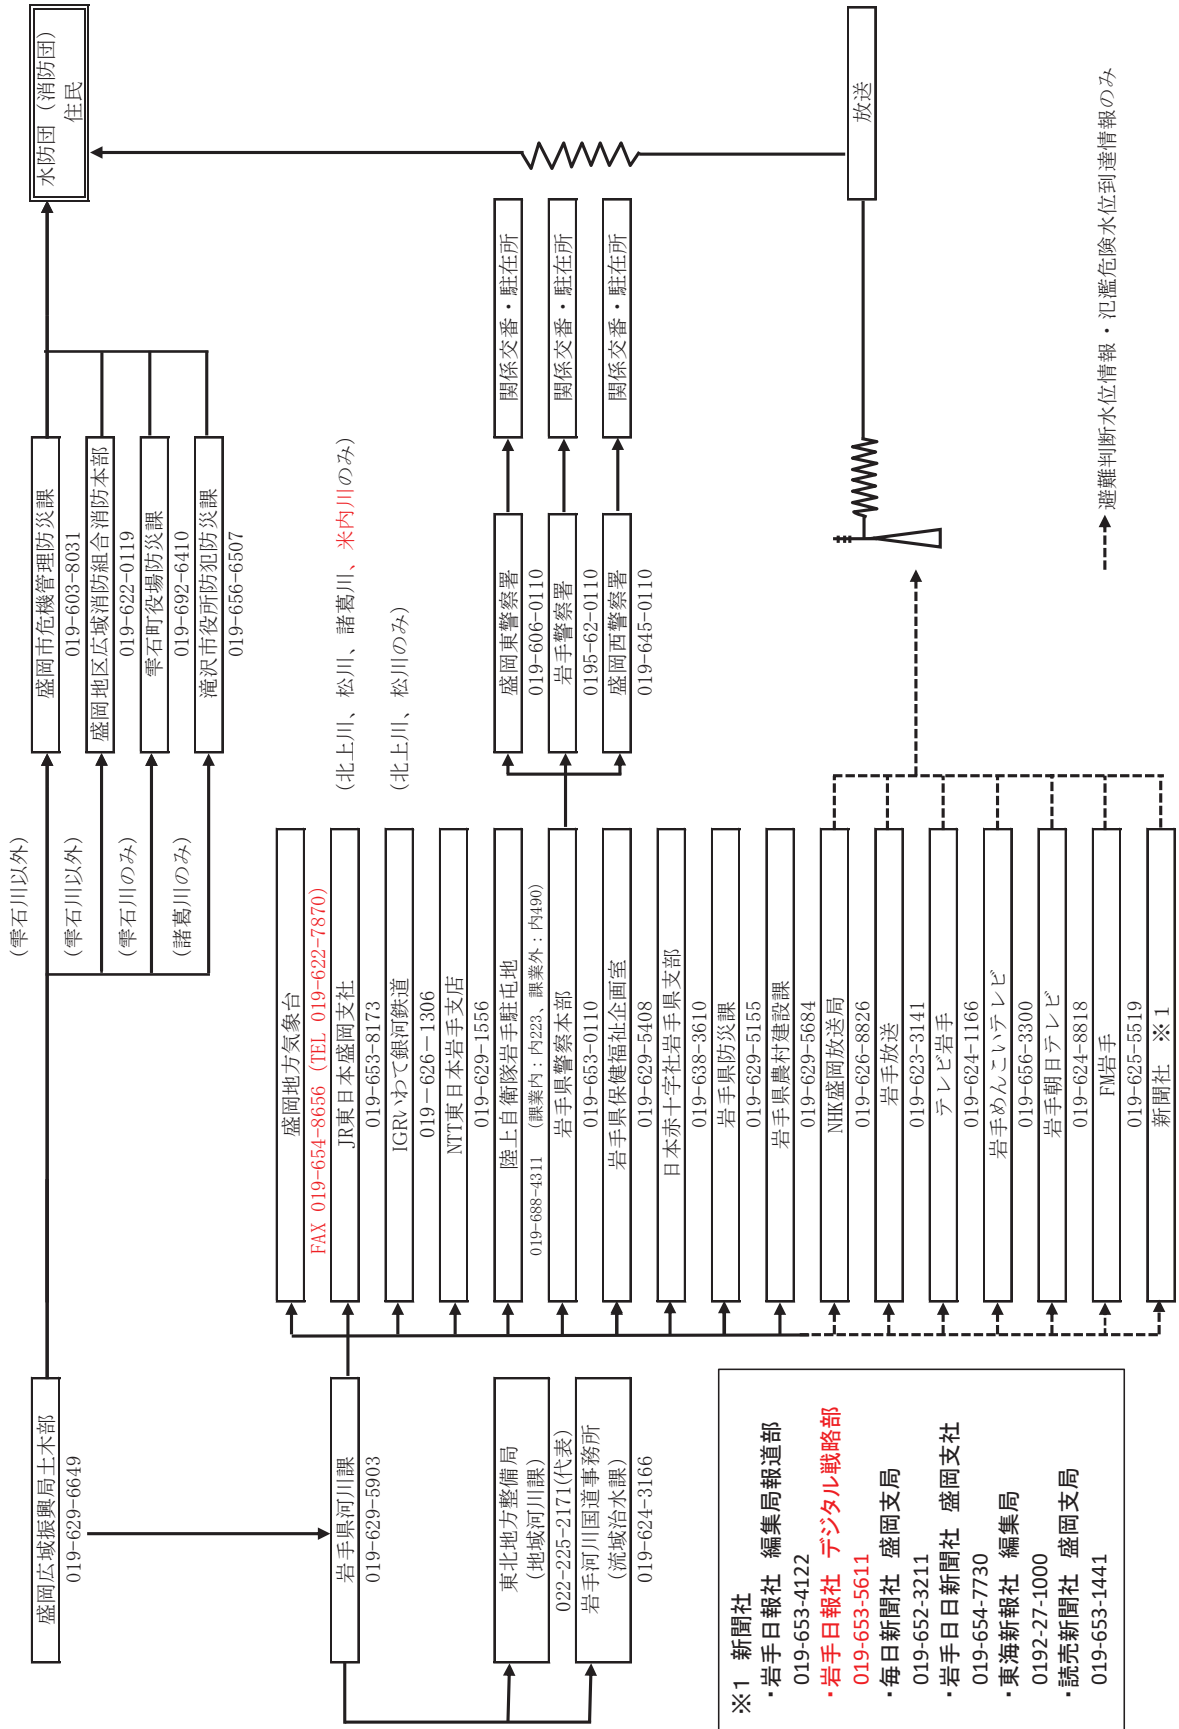 盛岡広域振興局土木部
019-629-6649
岩手県河川課
019-629-5903
東北地方整備局
(地域河川課)
022-225-2171(代表)
岩手河川国道事務所
(流域治水課)
019-624-3166
(雫石川以外)
(雫石川以外)
(雫石川のみ)
(諸葛川のみ)
盛岡市危機管理防災課
019-603-8031
盛岡地区広域消防組合消防本部
019-622-0119
雫石町役場防災課
019-692-6410
滝沢市役所防犯防災課
019-656-6507
水防団（消防団）
住民
盛岡地方気象台
FAX 019-654-8656 (TEL 019-622-7870)
JR東日本盛岡支社
019-653-8173
(北上川、松川、諸葛川、米内川のみ)
IGRいわて銀河鉄道
019－626－1306
(北上川、松川のみ)
NTT東日本岩手支店
019-629-1556
陸上自衛隊岩手駐屯地
019-688-4311 (課業内：内223、課業外：内490)
岩手県警察本部
019-653-0110
岩手県保健福祉企画室
019-629-5408
日本赤十字社岩手県支部
019-638-3610
岩手県防災課
019-629-5155
岩手県農村建設課
019-629-5684
NHK盛岡放送局
019-626-8826
岩手放送
019-623-3141
テレビ岩手
019-624-1166
岩手めんこいテレビ
019-656-3300
岩手朝日テレビ
019-624-8818
FM岩手
019-625-5519
新聞社 ※1
盛岡東警察署
019-606-0110
岩手警察署
0195-62-0110
盛岡西警察署
019-645-0110
関係交番・駐在所
関係交番・駐在所
関係交番・駐在所
放送
避難判断水位情報・氾濫危険水位到達情報のみ
※1 新聞社
・岩手日報社 編集局報道部
019-653-4122
・岩手日報社 デジタル戦略部
019-653-5611
・毎日新聞社 盛岡支局
019-652-3211
・岩手日日新聞社 盛岡支社
019-654-7730
・東海新報社 編集局
0192-27-1000
・読売新聞社 盛岡支局
019-653-1441